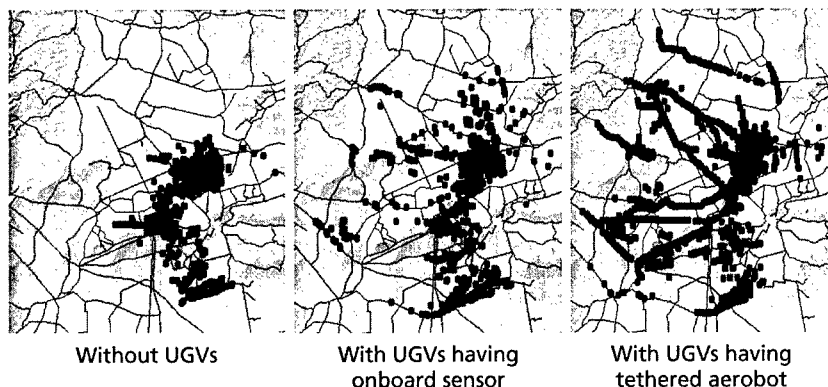 Without UGVs
With UGVs having
onboard sensor
With UGVs having
tethered aerobot